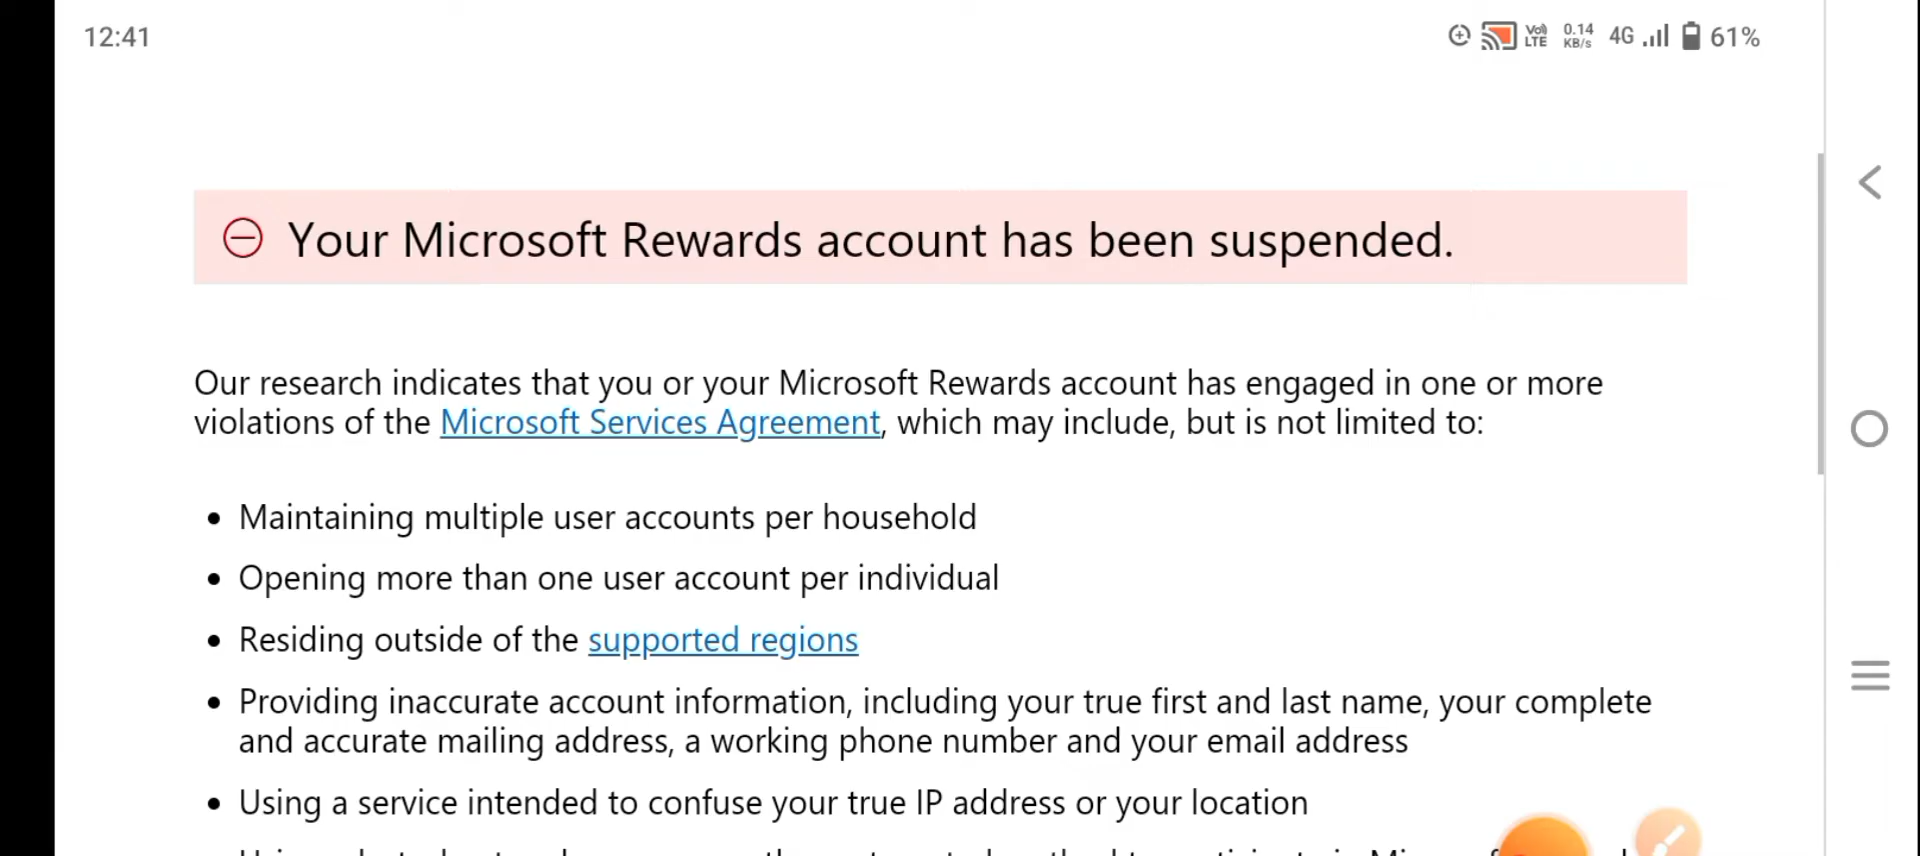 12:41
Vo) LTE 0.14 KB/s 4G 61%
Your Microsoft Rewards account has been suspended.
Our research indicates that you or your Microsoft Rewards account has engaged in one or more
violations of the Microsoft Services Agreement, which may include, but is not limited to:
• Maintaining multiple user accounts per household
• Opening more than one user account per individual
• Residing outside of the supported regions
• Providing inaccurate account information, including your true first and last name, your complete
and accurate mailing address, a working phone number and your email address
• Using a service intended to confuse your true IP address or your location